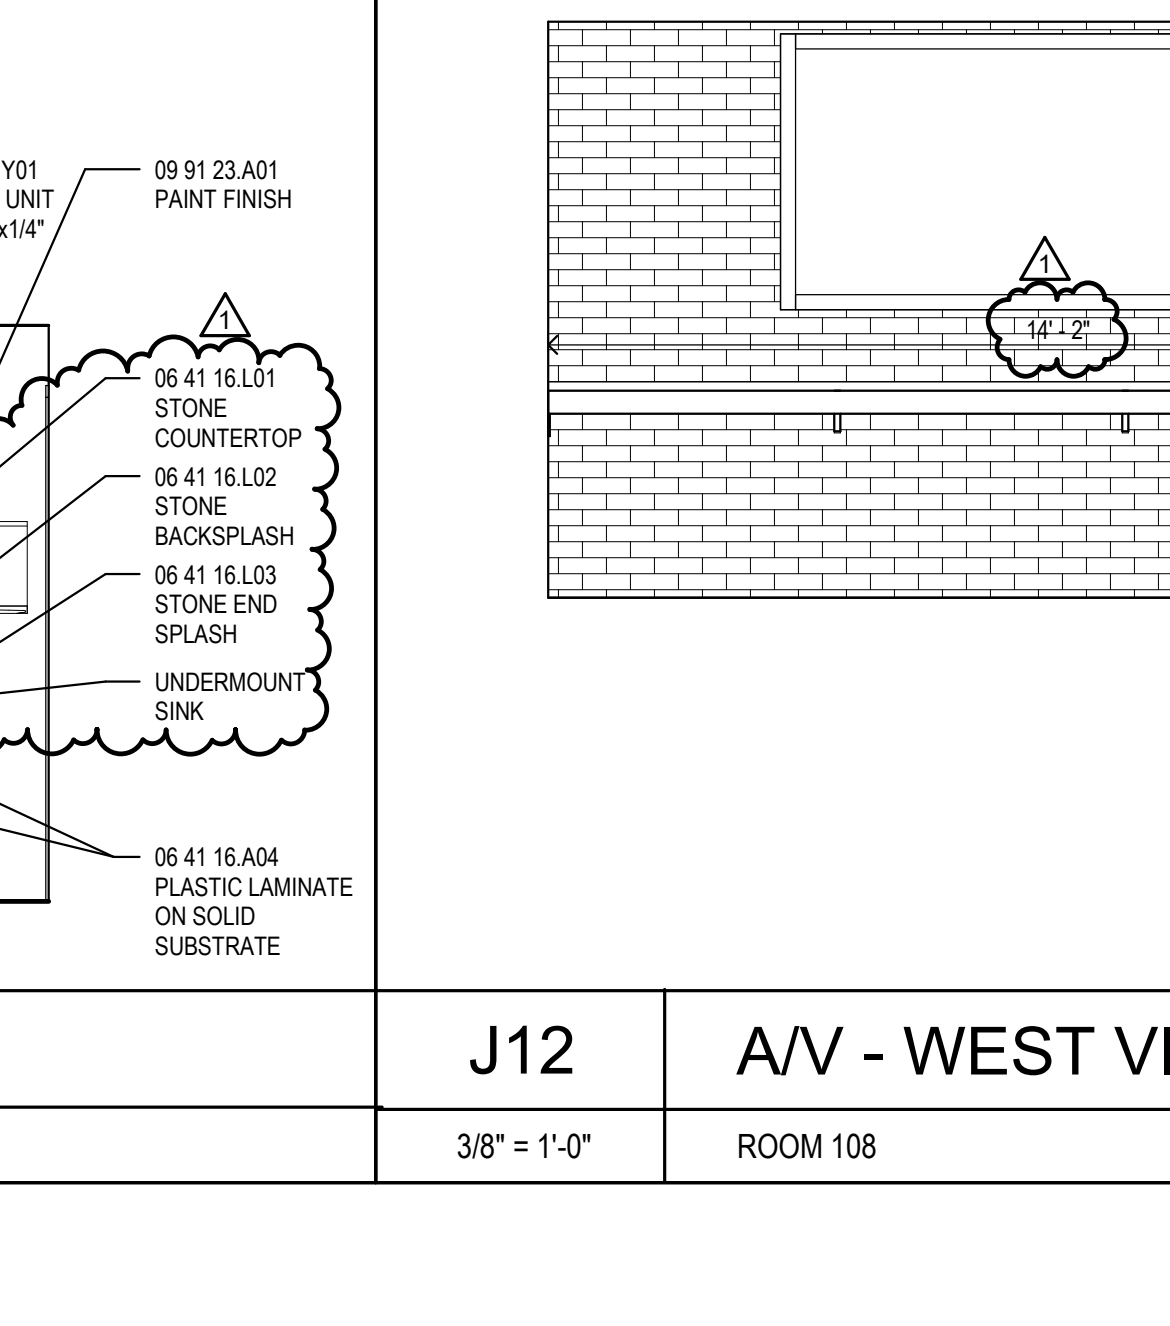 Y01
UNIT
x1/4"
09 91 23.A01
PAINT FINISH
1
06 41 16.L01
STONE
COUNTERTOP
06 41 16.L02
STONE
BACKSPLASH
06 41 16.L03
STONE END
SPLASH
UNDERMOUNT
SINK
06 41 16.A04
PLASTIC LAMINATE
ON SOLID
SUBSTRATE
1
14' - 2"
J12
A/V - WEST
3/8" = 1'-0"
ROOM 108